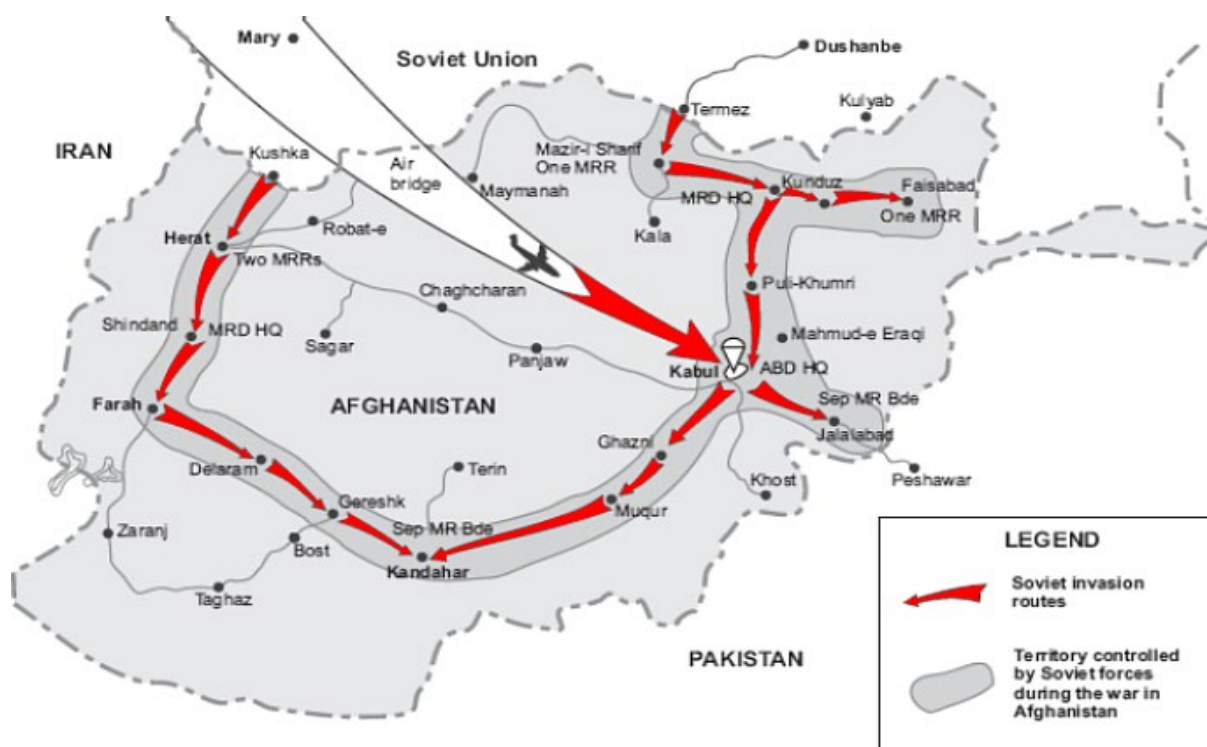 Mary
Soviet Union
Dushanbe
Kulyab
Termez
IRAN
Kushka
Air
bridge
Maymanah
Mazir-i Sharif
One MRR
MRD HQ
Kunduz
Faisabad
One MRR
Kala
Robat-e
Herat
Two MRRs
Chaghcharan
Puli-Khumri
Shindand
MRD HQ
Sagar
Panjaw
Mahmud-e Eraqi
Kabul
ABD HQ
Farah
AFGHANISTAN
Sep MR Bde
Jalalabad
Ghazni
Delaram
Terin
Khost
Peshawar
Gereshk
Muqur
Zaranj
Bost
Sep MR Bde
Kandahar
Taghaz
PAKISTAN
LEGEND
Soviet invasion
routes
Territory controlled
by Soviet forces
during the war in
Afghanistan